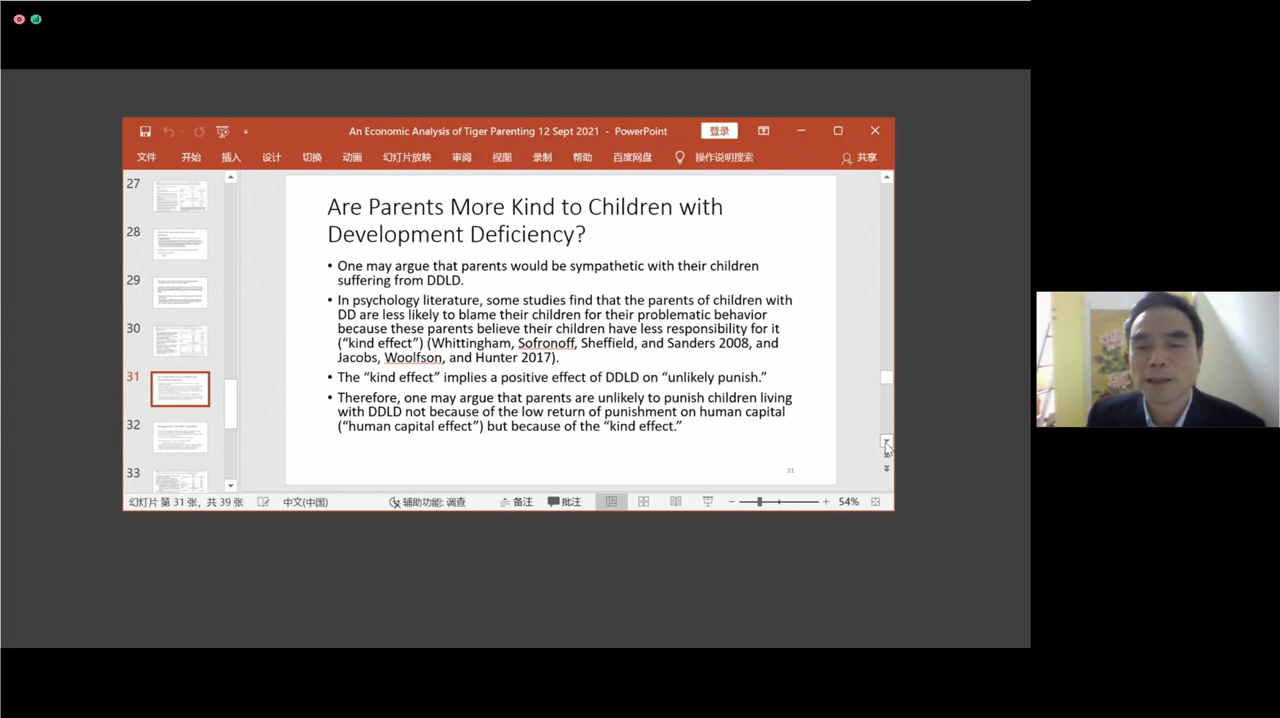 An Economic Analysis of Tiger Parenting 12 Sept 2021 - PowerPoint
登录
文件 开始 插入 设计 切换 动画 幻灯片放映 审阅 视图 录制 帮助 百度网盘 操作说明搜索 共享
27
28
29
30
31
32
33
Are Parents More Kind to Children with
Development Deficiency?
• One may argue that parents would be sympathetic with their children
suffering from DDLD.
• In psychology literature, some studies find that the parents of children with
DD are less likely to blame their children for their problematic behavior
because these parents believe their children have less responsibility for it
(“kind effect”) (Whittingham, Sofronoff, Sheffield, and Sanders 2008, and
Jacobs, Woolfson, and Hunter 2017).
• The “kind effect” implies a positive effect of DDLD on “unlikely punish.”
• Therefore, one may argue that parents are unlikely to punish children living
with DDLD not because of the low return of punishment on human capital
(“human capital effect”) but because of the “kind effect.”
31
幻灯片 第 31 张，共 39 张 中文(中国) 辅助功能: 调查 备注 批注 54%